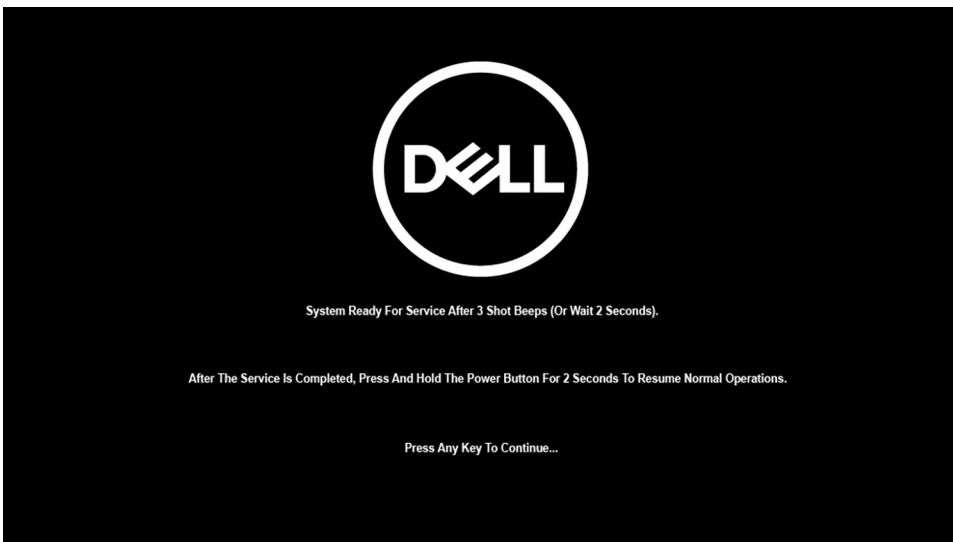 DELL
System Ready For Service After 3 Shot Beeps (Or Wait 2 Seconds).
After The Service Is Completed, Press And Hold The Power Button For 2 Seconds To Resume Normal Operations.
Press Any Key To Continue...